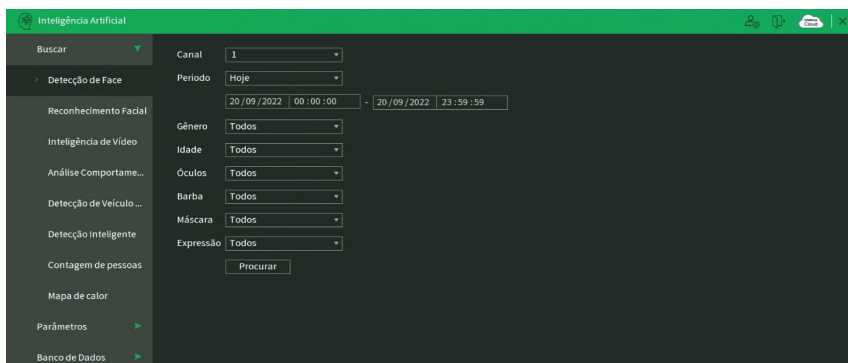 Inteligência Artificial
Cloud
Buscar
Detecção de Face
Reconhecimento Facial
Inteligência de Vídeo
Análise Comportame...
Detecção de Veículo ...
Detecção Inteligente
Contagem de pessoas
Mapa de calor
Parâmetros
Banco de Dados
Canal 1
Periodo Hoje
20/09/2022 00:00:00 - 20/09/2022 23:59:59
Gênero Todos
Idade Todos
Óculos Todos
Barba Todos
Máscara Todos
Expressão Todos
Procurar